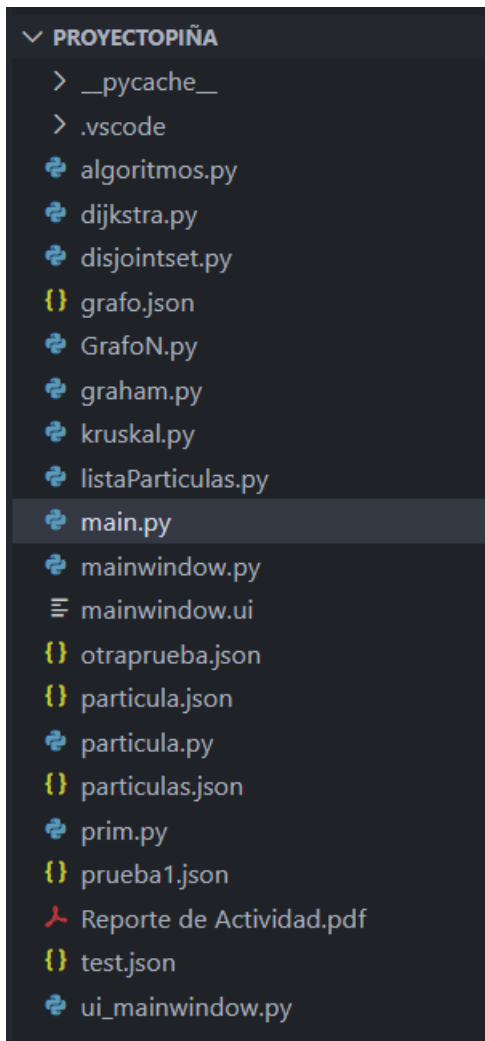 PROYECTOPIÑA
__pycache__
.vscode
algoritmos.py
dijkstra.py
disjointset.py
{} grafo.json
GrafoN.py
graham.py
kruskal.py
listaParticulas.py
main.py
mainwindow.py
mainwindow.ui
{} otraprueba.json
{} particula.json
particula.py
{} particulas.json
prim.py
{} prueba1.json
Reporte de Actividad.pdf
{} test.json
ui_mainwindow.py